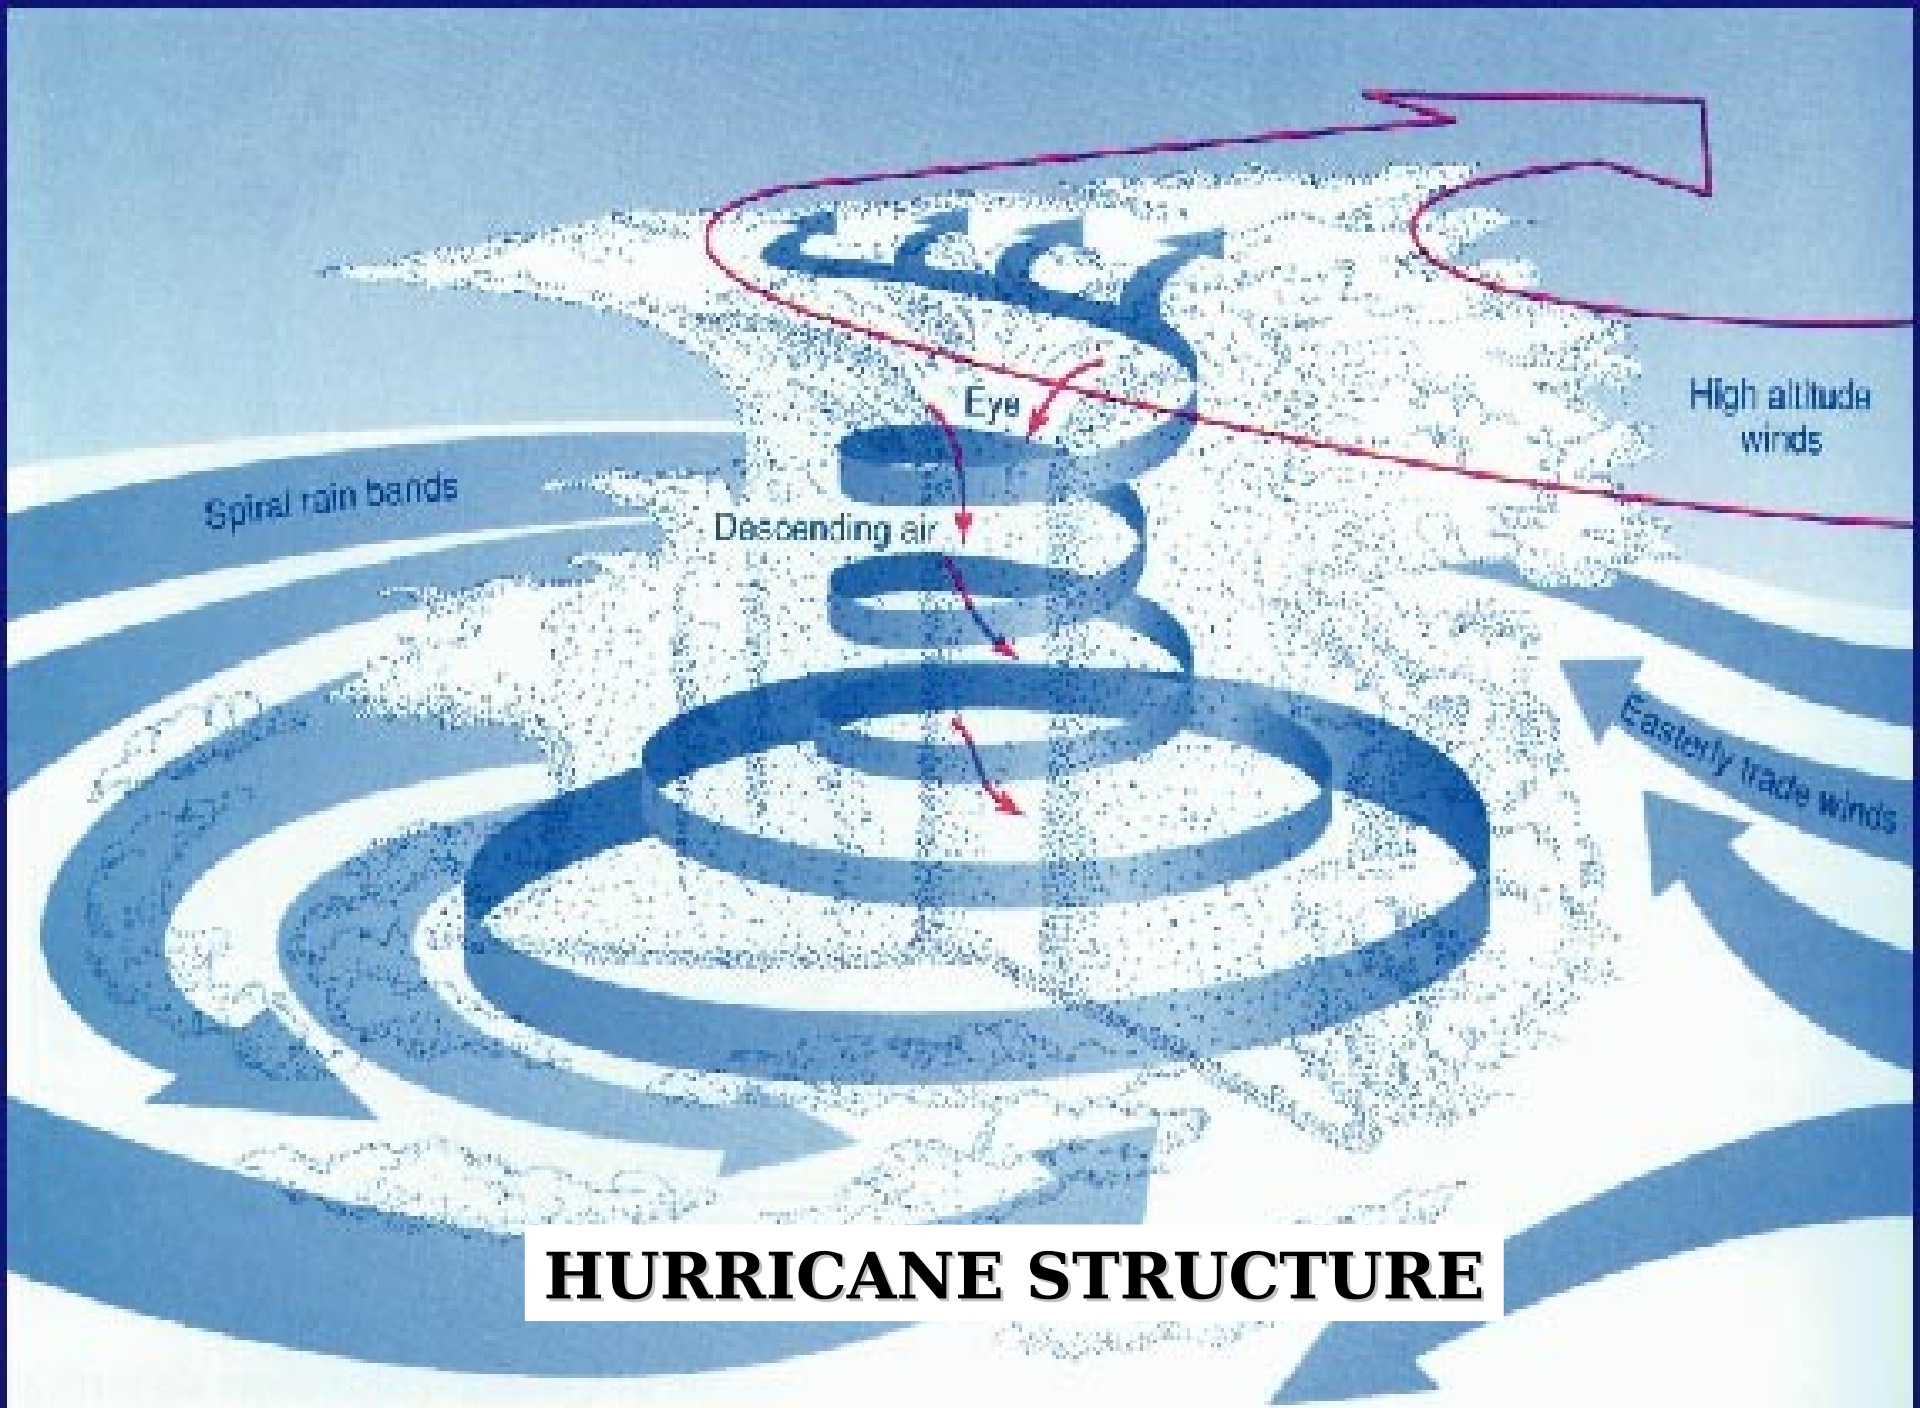 Eye
High altitude
winds
Spiral rain bands
Descending air
Easterly trade winds
HURRICANE STRUCTURE